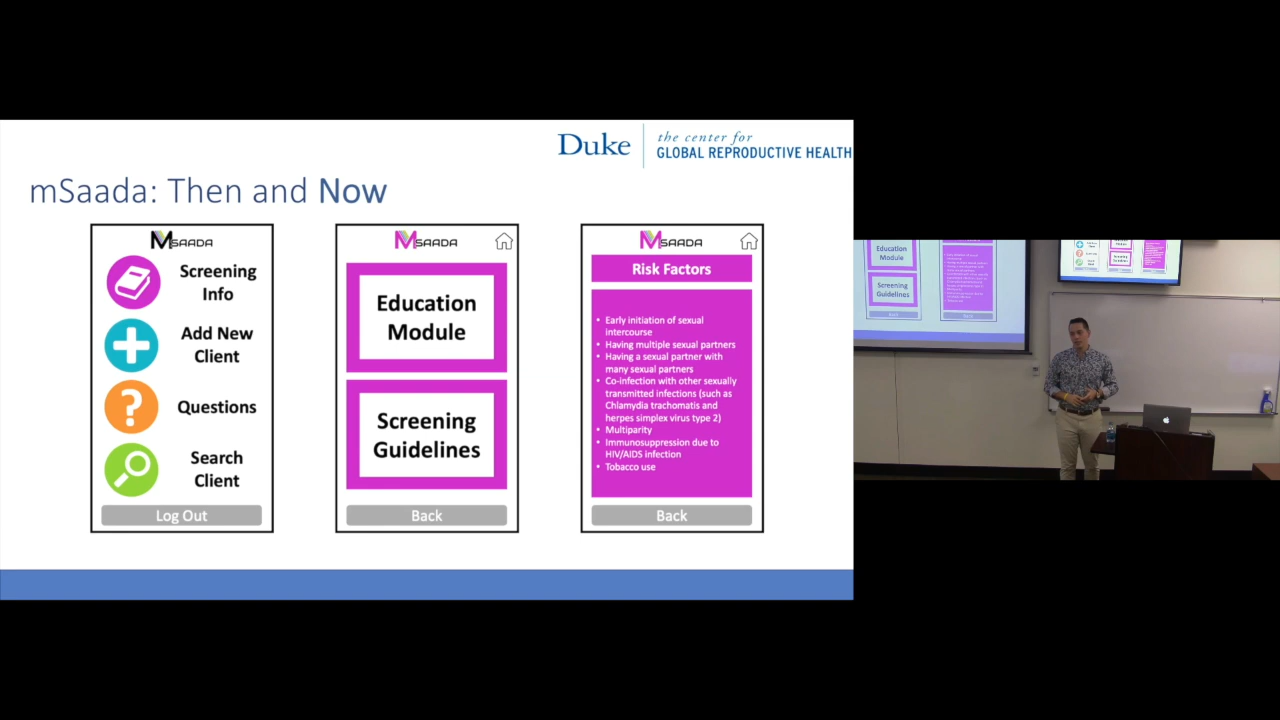 Duke
the center for
GLOBAL REPRODUCTIVE HEALTH
mSaada: Then and Now
MSAADA
Screening
Info
Add New
Client
Questions
Search
Client
Log Out
MSAADA
Education
Module
Screening
Guidelines
Back
MSAADA
Risk Factors
• Early initiation of sexual
intercourse
• Having multiple sexual partners
• Having a sexual partner with
many sexual partners
• Co-infection with other sexually
transmitted infections (such as
Chlamydia trachomatis and
herpes simplex virus type 2)
• Multiparity
• Immunosuppression due to
HIV/AIDS infection
• Tobacco use
Back
Education
Module
Screening
Guidelines
Back
Back